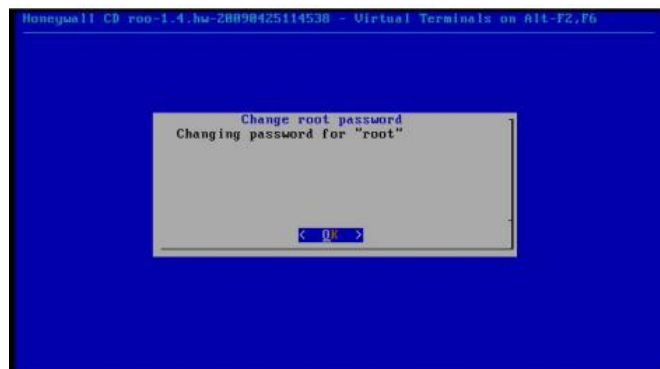 Honeywall CD roo-1.4.hw-20090425114538 - Virtual Terminals on Alt-F2,F6
Change root password
Changing password for "root"
< OK >